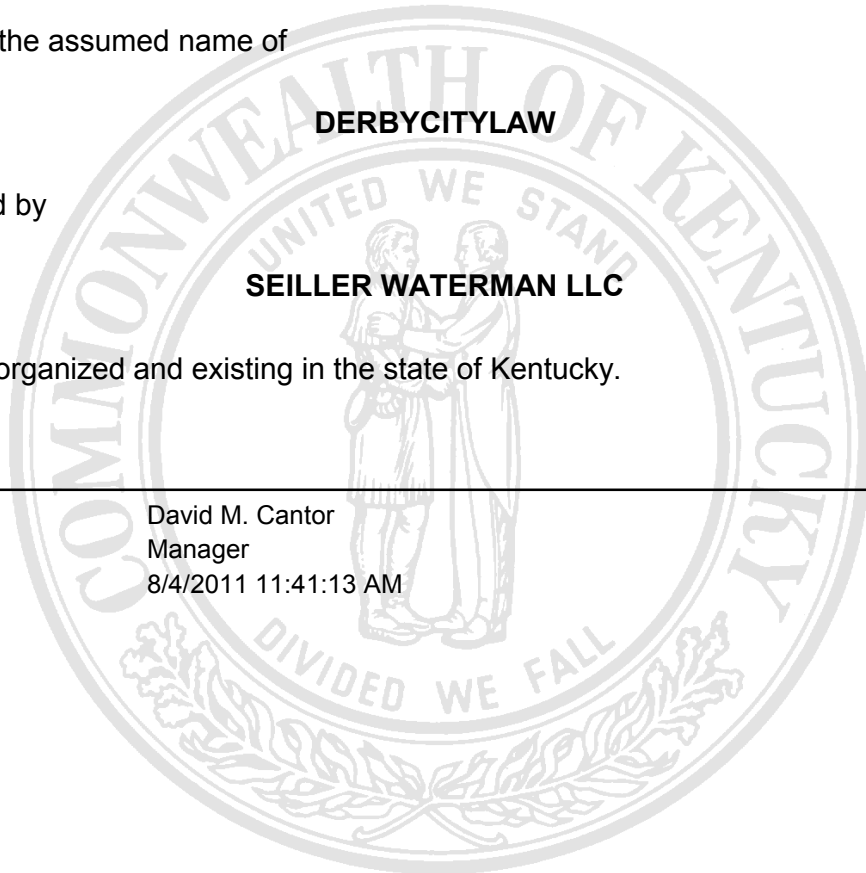 the assumed name of
DERBYCITYLAW
d by
SEILLER WATERMAN LLC
organized and existing in the state of Kentucky.
David M. Cantor
Manager
8/4/2011 11:41:13 AM
COMMONWEALTH OF KENTUCKY
UNITED WE STAND
DIVIDED WE FALL